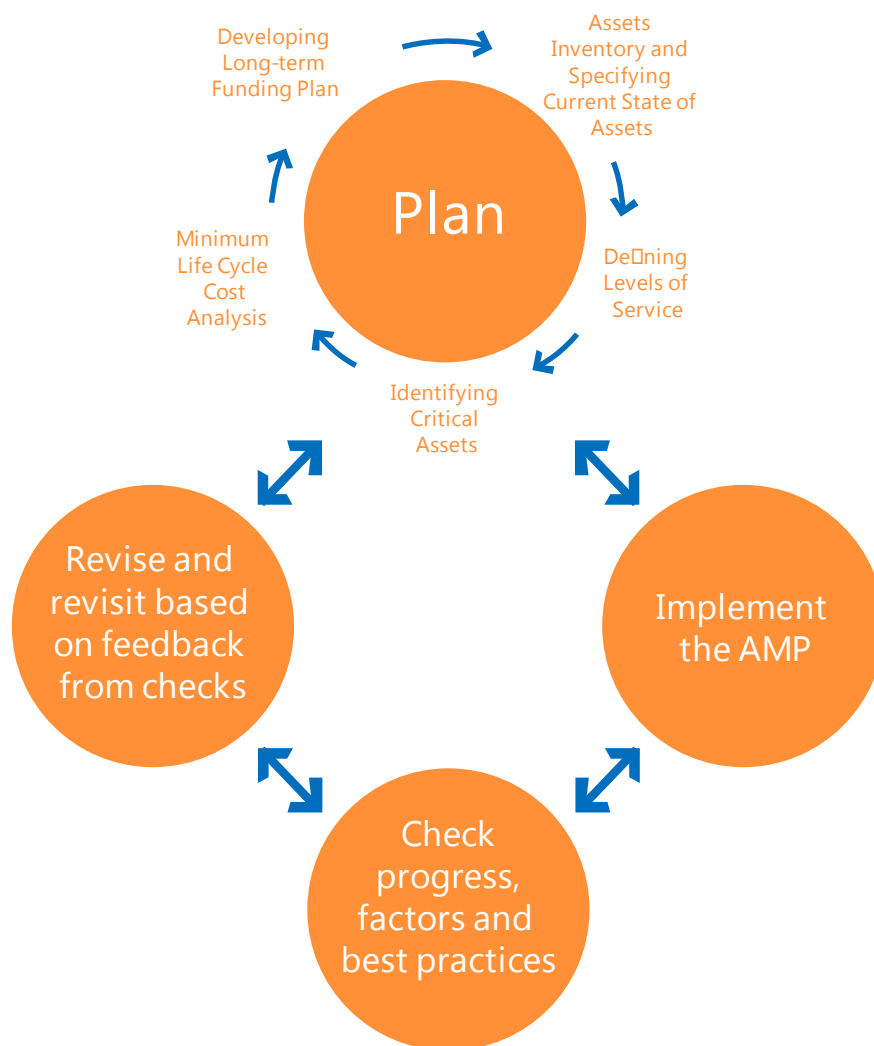 Developing
Long-term
Funding Plan
Assets
Inventory and
Specifying
Current State of
Assets
Plan
Minimum
Life Cycle
Cost
Analysis
De▯ning
Levels of
Service
Identifying
Critical
Assets
Revise and
revisit based
on feedback
from checks
Implement
the AMP
Check
progress,
factors and
best practices